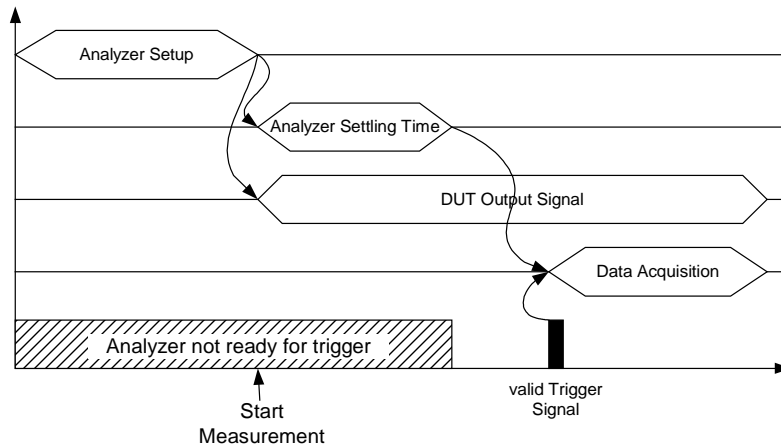 Analyzer Setup
Analyzer Settling Time
DUT Output Signal
Data Acquisition
Analyzer not ready for trigger
valid Trigger
Signal
Start
Measurement